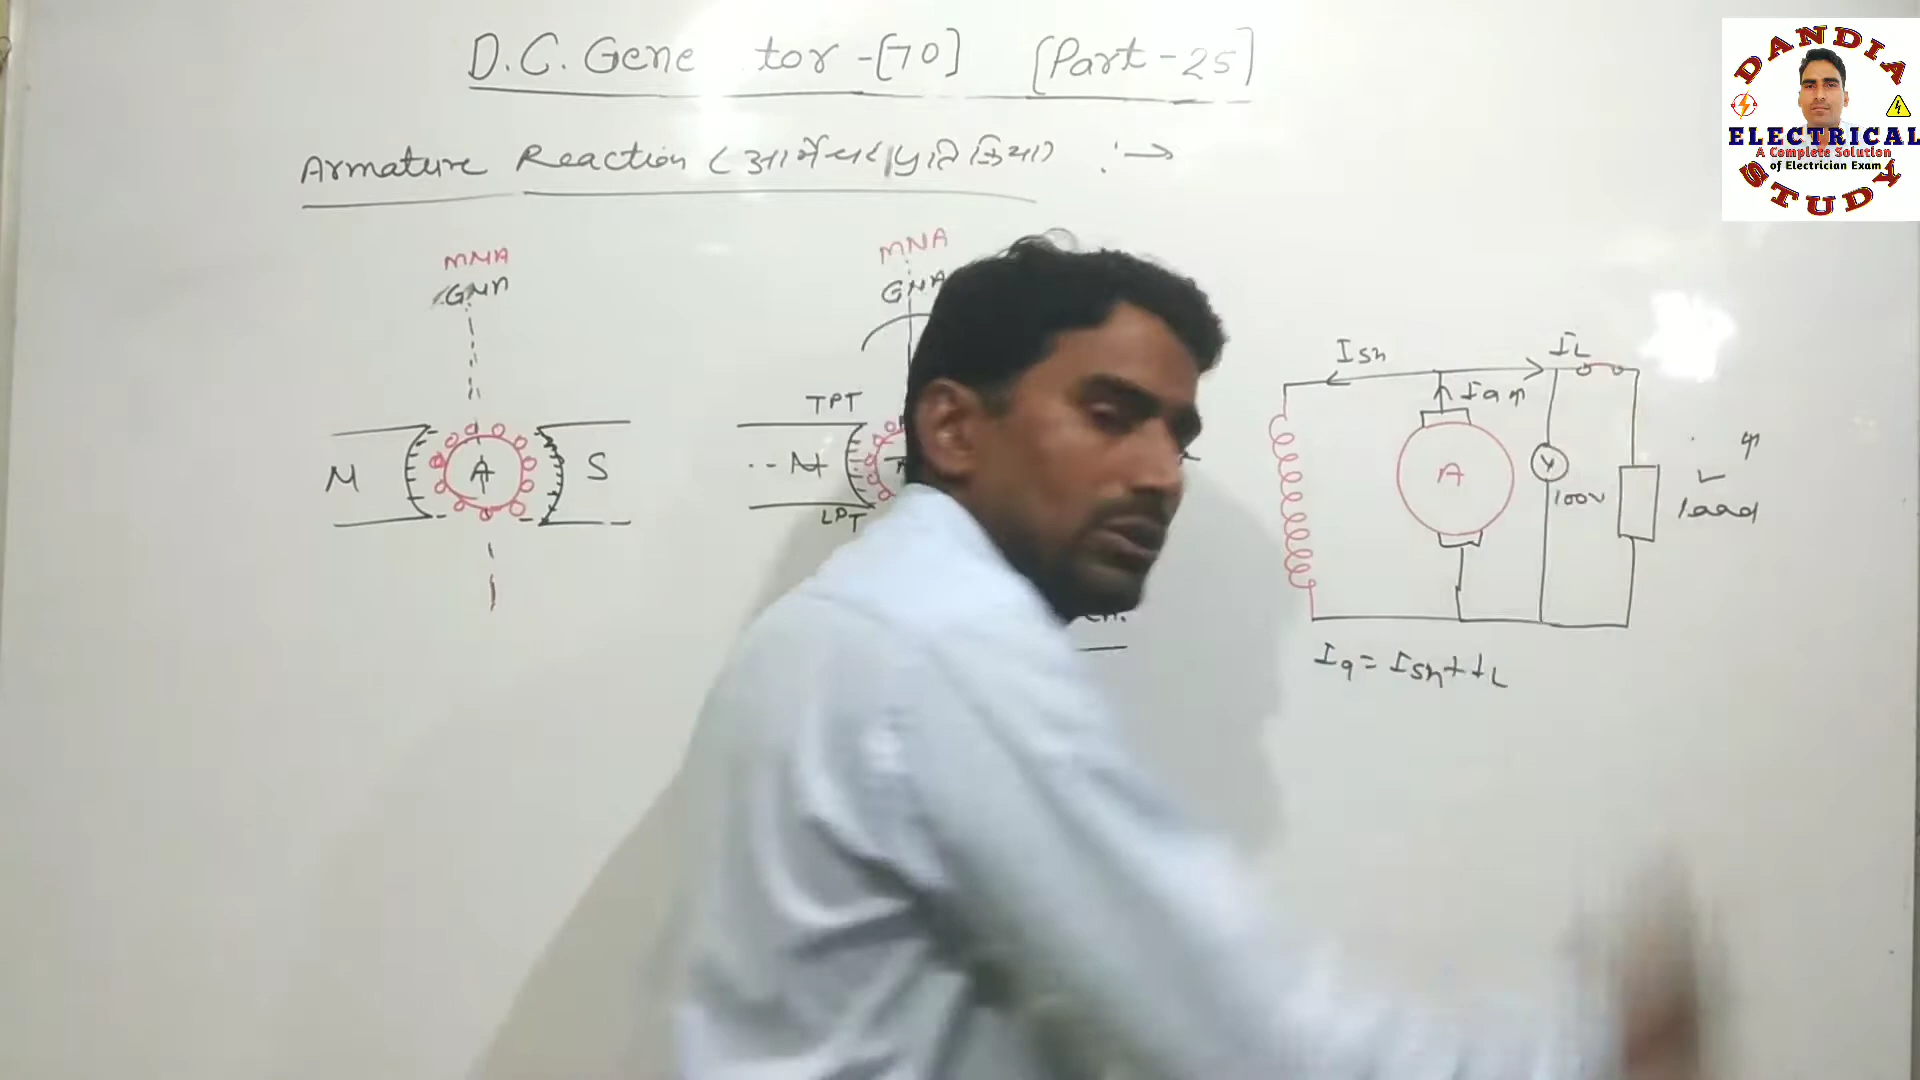 D.C. Gene tor -[70] [Part - 25]
Armature Reaction (आर्मेचर प्रतिक्रिया) :→
MNA
GNA
N
A
S
MNA
GNA
TPT
N
LPT
Ish
IL
Ia ↑
A
V
100V
↑
Load
Ia = Ish + IL
DANDIA
ELECTRICAL
A Complete Solution
of Electrician Exam
STUDY